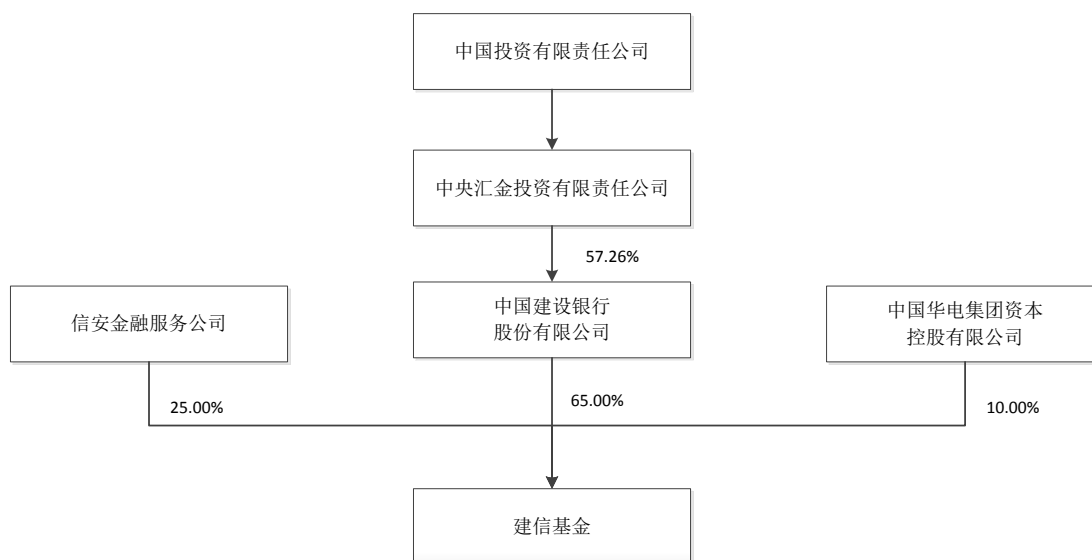 中国投资有限责任公司
中央汇金投资有限责任公司
57.26%
信安金融服务公司
中国建设银行
股份有限公司
中国华电集团资本
控股有限公司
25.00%
65.00%
10.00%
建信基金